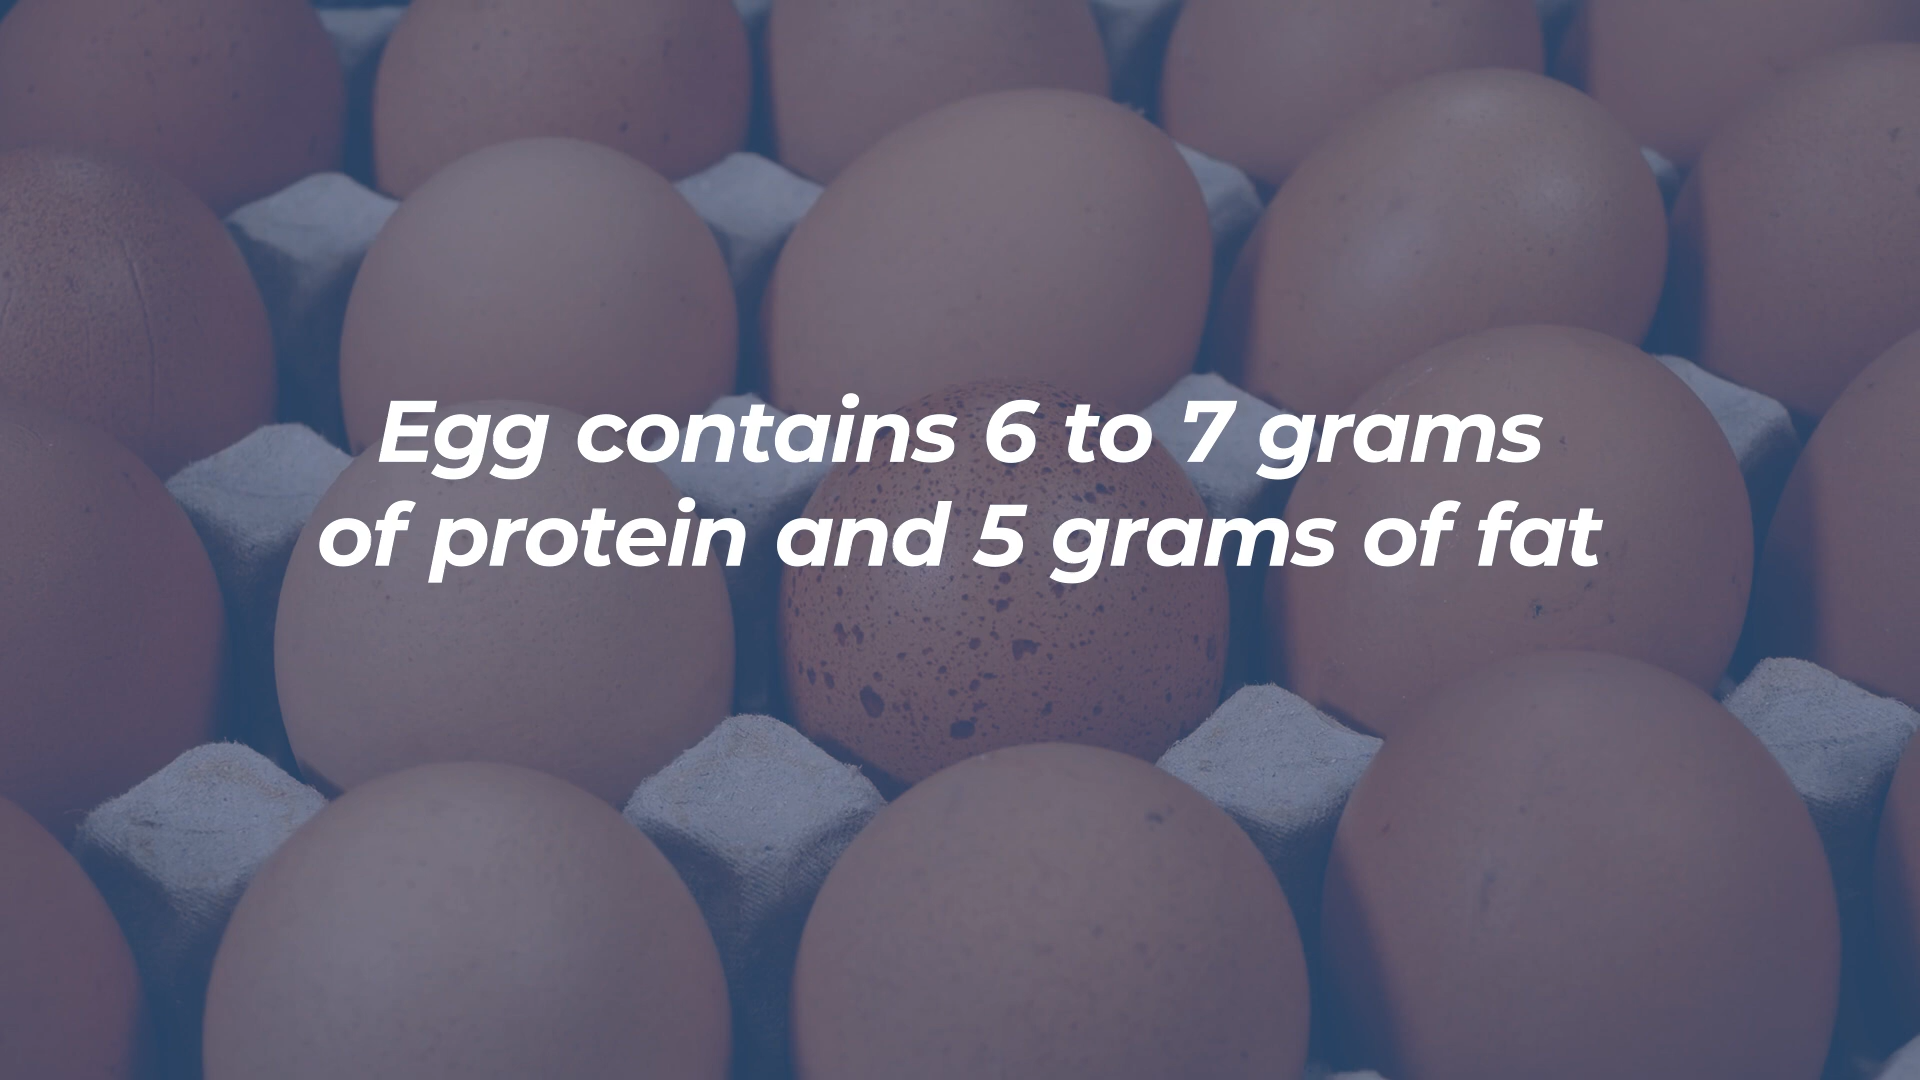 Egg contains 6 to 7 grams
of protein and 5 grams of fat